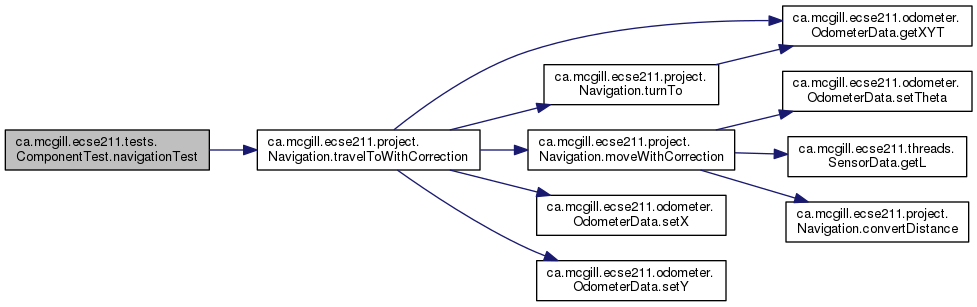 ca.mcgill.ecse211.tests.
ComponentTest.navigationTest
ca.mcgill.ecse211.project.
Navigation.travelToWithCorrection
ca.mcgill.ecse211.odometer.
OdometerData.getXYT
ca.mcgill.ecse211.project.
Navigation.turnTo
ca.mcgill.ecse211.project.
Navigation.moveWithCorrection
ca.mcgill.ecse211.odometer.
OdometerData.setTheta
ca.mcgill.ecse211.threads.
SensorData.getL
ca.mcgill.ecse211.project.
Navigation.convertDistance
ca.mcgill.ecse211.odometer.
OdometerData.setX
ca.mcgill.ecse211.odometer.
OdometerData.setY